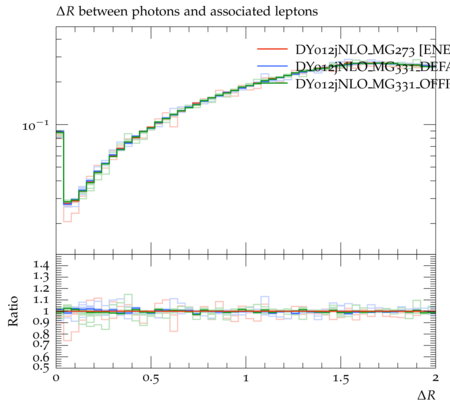 ΔR between photons and associated leptons
DY012jNLO_MG273 [ENE
DY012jNLO_MG331_DEFA
DY012jNLO_MG331_OFFI
10⁻¹
1.4
1.3
1.2
1.1
1
0.9
0.8
0.7
0.6
0.5
Ratio
0 0.5 1 1.5 2
ΔR